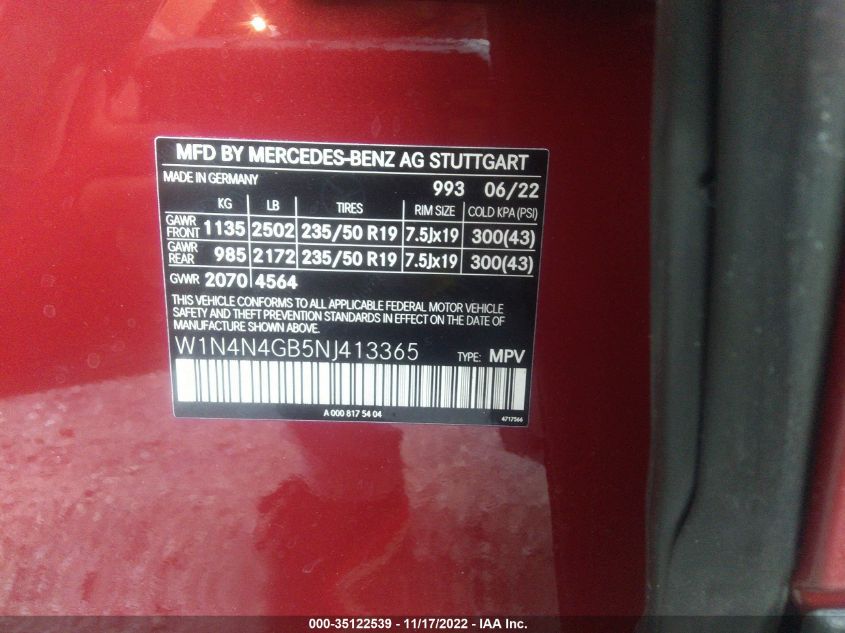 MFD BY MERCEDES-BENZ AG STUTTGART
MADE IN GERMANY 993 06/22
KG LB TIRES RIM SIZE COLD KPA (PSI)
GAWR FRONT 1135 2502 235/50 R19 7.5Jx19 300(43)
GAWR REAR 985 2172 235/50 R19 7.5Jx19 300(43)
GVWR 2070 4564
THIS VEHICLE CONFORMS TO ALL APPLICABLE FEDERAL MOTOR VEHICLE
SAFETY AND THEFT PREVENTION STANDARDS IN EFFECT ON THE DATE OF
MANUFACTURE SHOWN ABOVE.
W1N4N4GB5NJ413365 TYPE: MPV
A 000 817 54 04 4717566
000-35122539 - 11/17/2022 - IAA Inc.